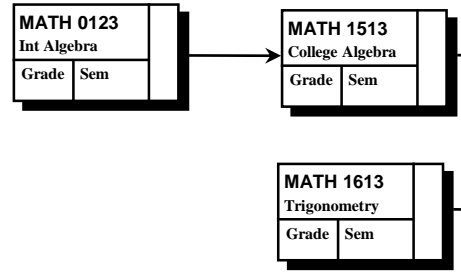 MATH 0123
Int Algebra
Grade Sem
MATH 1513
College Algebra
Grade Sem
MATH 1613
Trigonometry
Grade Sem